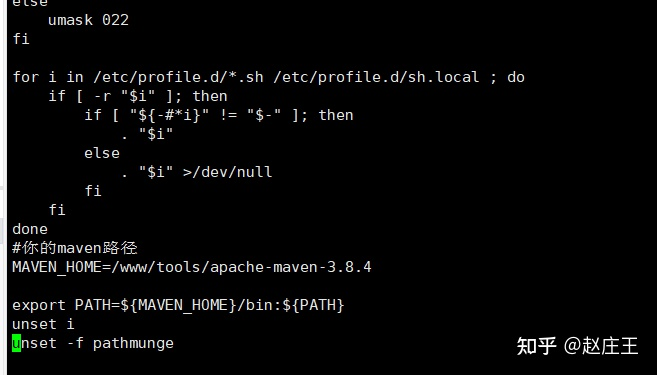 else
    umask 022
fi

for i in /etc/profile.d/*.sh /etc/profile.d/sh.local ; do
    if [ -r "$i" ]; then
        if [ "${-#*i}" != "$-" ]; then
            . "$i"
        else
            . "$i" >/dev/null
        fi
    fi
done
#你的maven路径
MAVEN_HOME=/www/tools/apache-maven-3.8.4

export PATH=${MAVEN_HOME}/bin:${PATH}
unset i
unset -f pathmunge
知乎 @赵庄王